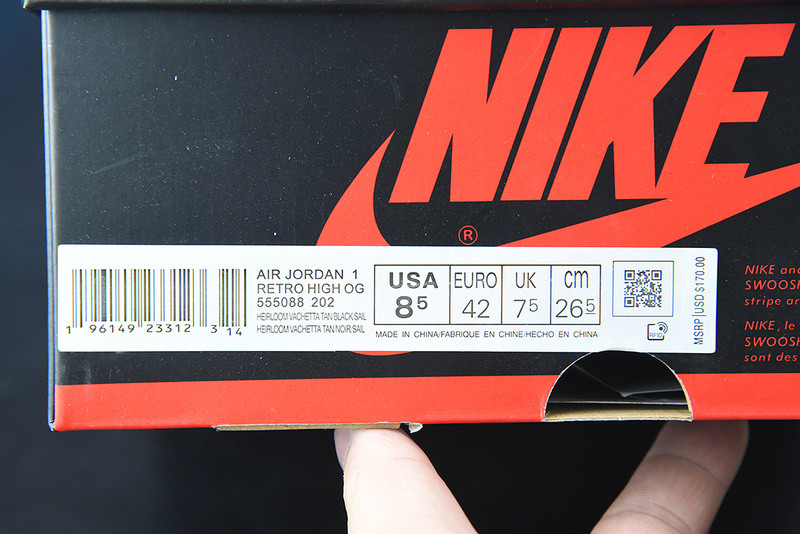 NIKE
®
AIR JORDAN 1
RETRO HIGH OG
555088 202
HEIRLOOM VACHETTA TAN BLACK SAIL
HEIRLOOM VACHETTA TAN NOIR SAIL
1 96149 23312 3 14
USA EURO UK cm
8⁵ 42 7⁵ 26⁵
MADE IN CHINA/FABRIQUE EN CHINE/HECHO EN CHINA
RFID
MSRP|USD $170.00
NIKE and
SWOOSH
stripe ar
NIKE, le
SWOOSH
sont des